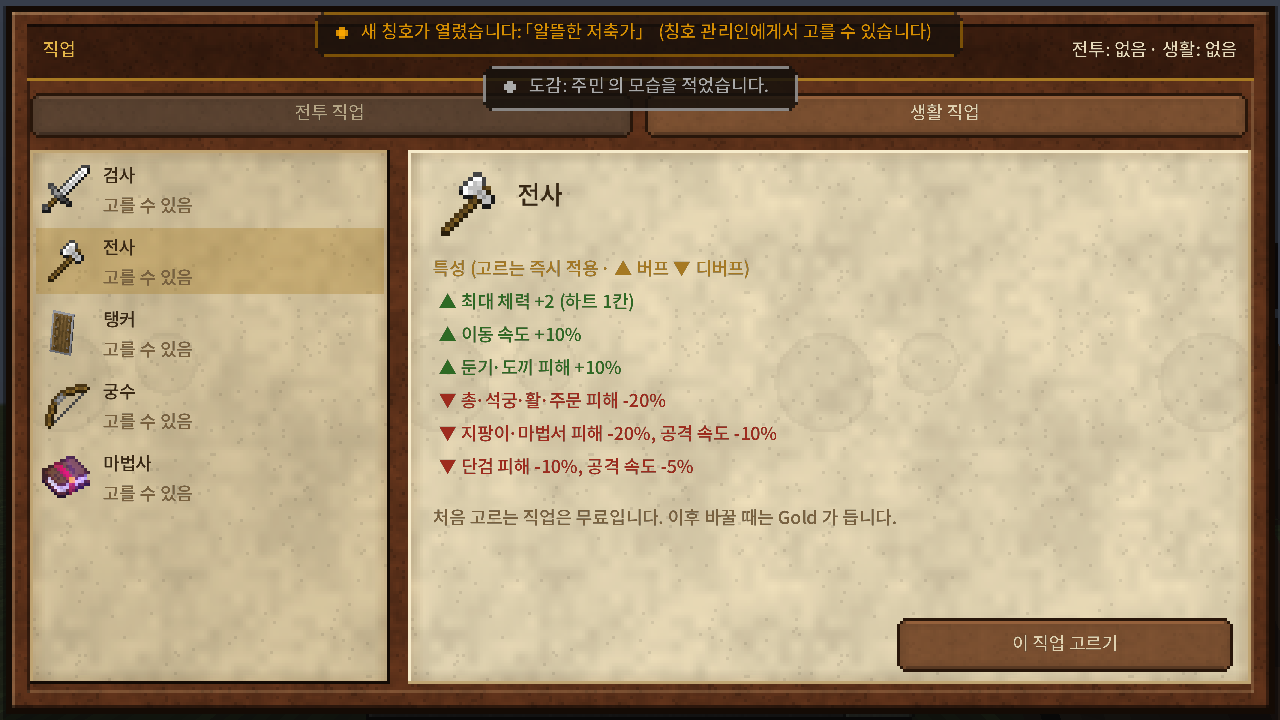 새 칭호가 열렸습니다: 「알뜰한 저축가」 (칭호 관리인에게서 고를 수 있습니다)
직업
전투: 없음 · 생활: 없음
도감: 주민 의 모습을 적었습니다.
전투 직업
생활 직업
검사
고를 수 있음
전사
고를 수 있음
탱커
고를 수 있음
궁수
고를 수 있음
마법사
고를 수 있음
전사
특성 (고르는 즉시 적용 · ▲ 버프 ▼ 디버프)
▲ 최대 체력 +2 (하트 1칸)
▲ 이동 속도 +10%
▲ 둔기·도끼 피해 +10%
▼ 총·석궁·활·주문 피해 -20%
▼ 지팡이·마법서 피해 -20%, 공격 속도 -10%
▼ 단검 피해 -10%, 공격 속도 -5%
처음 고르는 직업은 무료입니다. 이후 바꿀 때는 Gold 가 듭니다.
이 직업 고르기